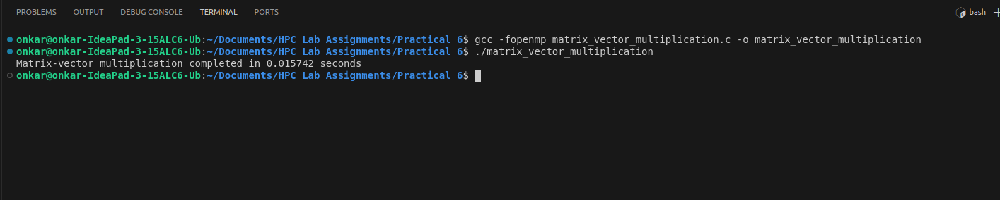 PROBLEMS OUTPUT DEBUG CONSOLE TERMINAL PORTS bash
onkar@onkar-IdeaPad-3-15ALC6-Ub:~/Documents/HPC Lab Assignments/Practical 6$ gcc -fopenmp matrix_vector_multiplication.c -o matrix_vector_multiplication
onkar@onkar-IdeaPad-3-15ALC6-Ub:~/Documents/HPC Lab Assignments/Practical 6$ ./matrix_vector_multiplication
Matrix-vector multiplication completed in 0.015742 seconds
onkar@onkar-IdeaPad-3-15ALC6-Ub:~/Documents/HPC Lab Assignments/Practical 6$